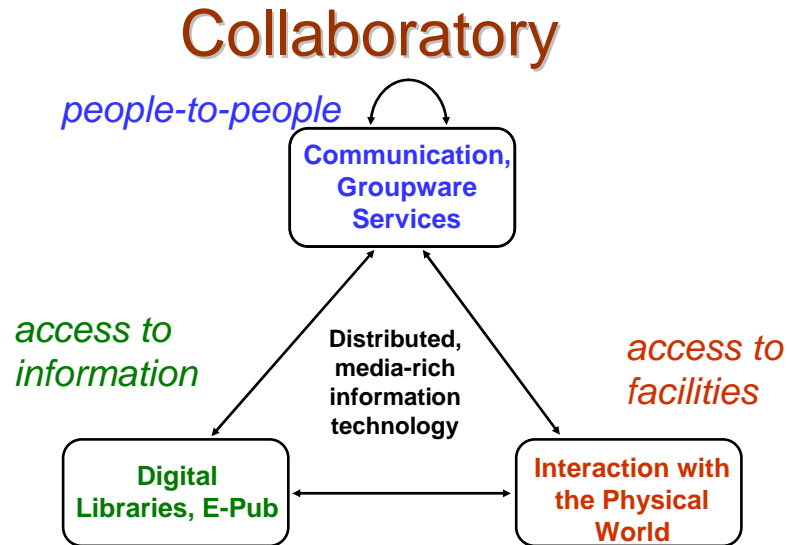 Collaboratory
people-to-people
Communication,
Groupware
Services
access to
information
Distributed,
media-rich
information
technology
access to
facilities
Digital
Libraries, E-Pub
Interaction with
the Physical
World